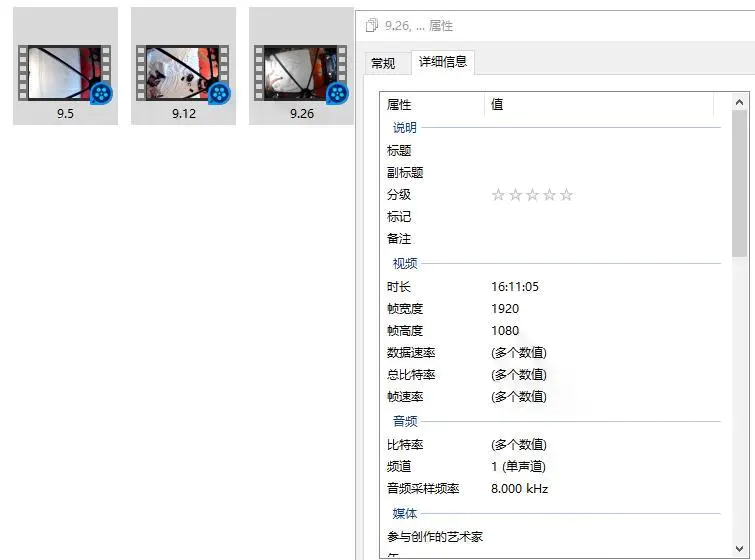 9.5
9.12
9.26
9.26, ... 属性
常规 详细信息
属性 值
说明
标题
副标题
分级 ☆☆☆☆☆
标记
备注
视频
时长 16:11:05
帧宽度 1920
帧高度 1080
数据速率 (多个数值)
总比特率 (多个数值)
帧速率 (多个数值)
音频
比特率 (多个数值)
频道 1 (单声道)
音频采样频率 8.000 kHz
媒体
参与创作的艺术家